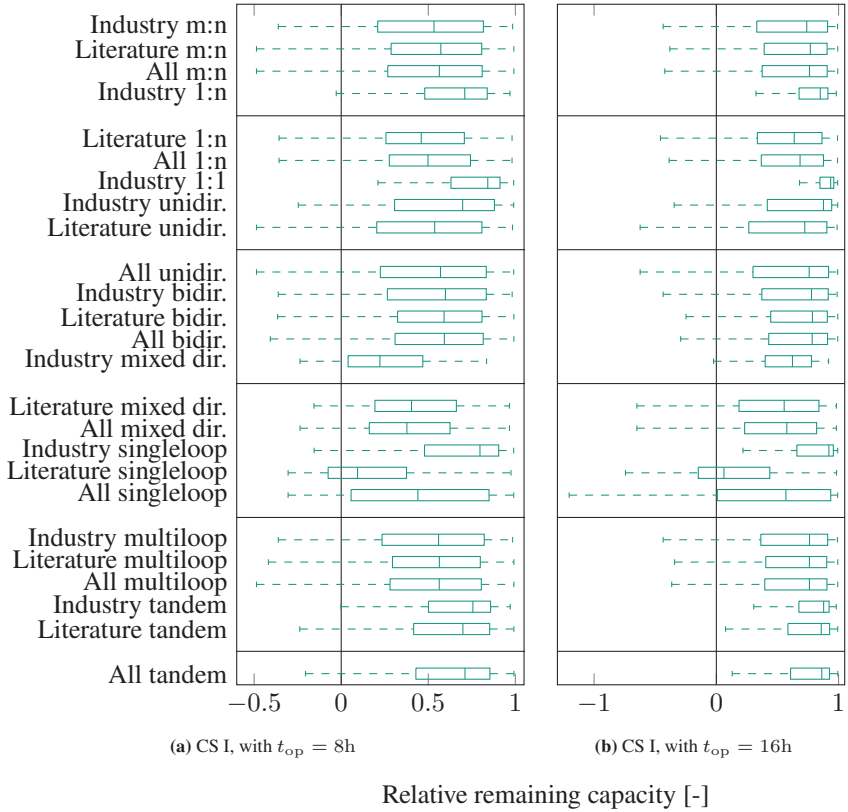 Industry m:n
Literature m:n
All m:n
Industry 1:n
Literature 1:n
All 1:n
Industry 1:1
Industry unidir.
Literature unidir.
All unidir.
Industry bidir.
Literature bidir.
All bidir.
Industry mixed dir.
Literature mixed dir.
All mixed dir.
Industry singleloop
Literature singleloop
All singleloop
Industry multiloop
Literature multiloop
All multiloop
Industry tandem
Literature tandem
All tandem
−0.5 0 0.5 1
−1 0 1
(a) CS I, with t_op = 8h
(b) CS I, with t_op = 16h
Relative remaining capacity [-]